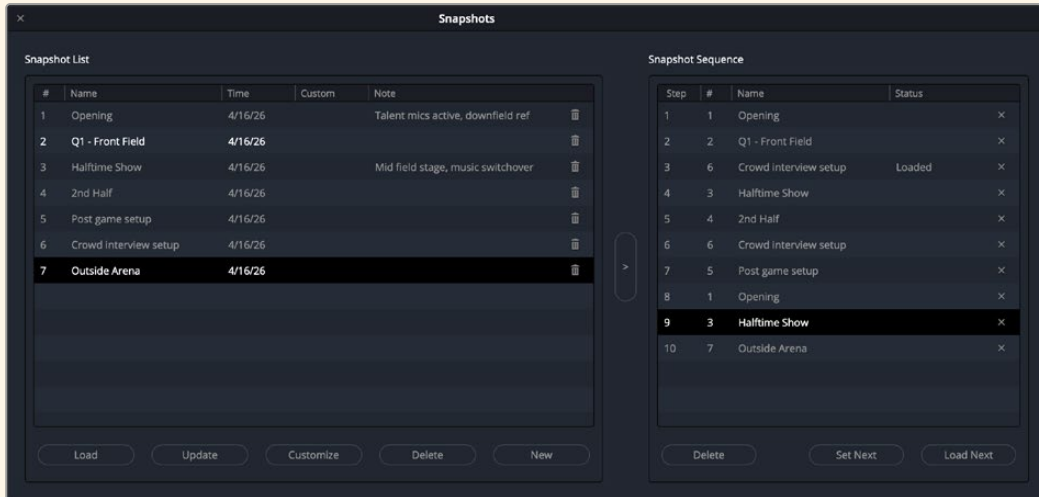 Snapshots
Snapshot List
# Name Time Custom Note
1 Opening 4/16/26 Talent mics active, downfield ref
2 Q1 - Front Field 4/16/26
3 Halftime Show 4/16/26 Mid field stage, music switchover
4 2nd Half 4/16/26
5 Post game setup 4/16/26
6 Crowd interview setup 4/16/26
7 Outside Arena 4/16/26
Load Update Customize Delete New
>
Snapshot Sequence
Step # Name Status
1 1 Opening
2 2 Q1 - Front Field
3 6 Crowd interview setup Loaded
4 3 Halftime Show
5 4 2nd Half
6 6 Crowd interview setup
7 5 Post game setup
8 1 Opening
9 3 Halftime Show
10 7 Outside Arena
Delete Set Next Load Next